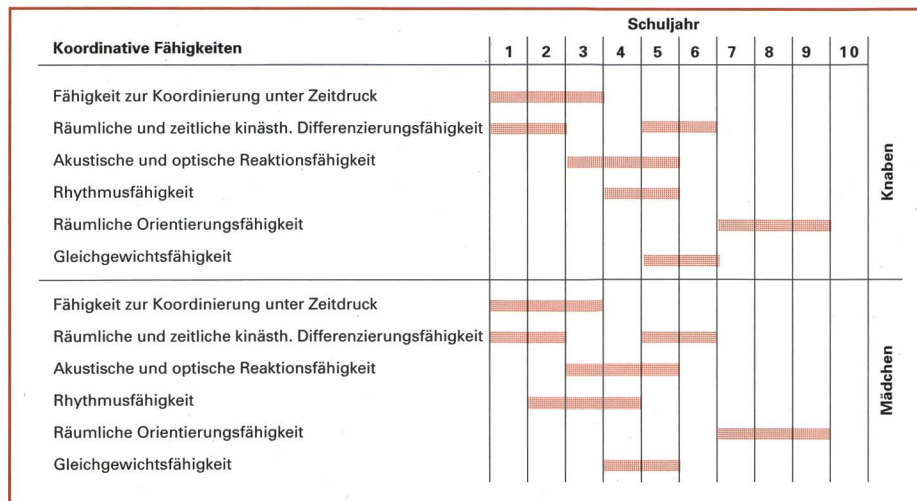 Schuljahr
Koordinative Fähigkeiten 1 2 3 4 5 6 7 8 9 10
Fähigkeit zur Koordinierung unter Zeitdruck
Räumliche und zeitliche kinästh. Differenzierungsfähigkeit
Akustische und optische Reaktionsfähigkeit
Rhythmusfähigkeit
Räumliche Orientierungsfähigkeit
Gleichgewichtsfähigkeit
Knaben
Fähigkeit zur Koordinierung unter Zeitdruck
Räumliche und zeitliche kinästh. Differenzierungsfähigkeit
Akustische und optische Reaktionsfähigkeit
Rhythmusfähigkeit
Räumliche Orientierungsfähigkeit
Gleichgewichtsfähigkeit
Mädchen